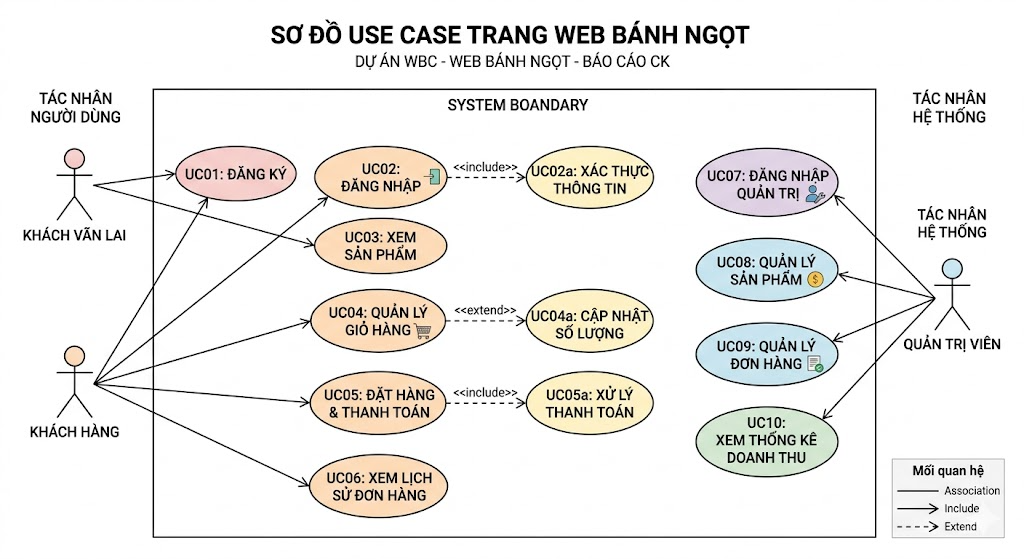 SƠ ĐỒ USE CASE TRANG WEB BÁNH NGỌT
DỰ ÁN WBC - WEB BÁNH NGỌT - BÁO CÁO CK
TÁC NHÂN
NGƯỜI DÙNG
KHÁCH VÃN LAI
KHÁCH HÀNG
SYSTEM BOANDARY
UC01: ĐĂNG KÝ
UC02:
ĐĂNG NHẬP
<<include>>
UC02a: XÁC THỰC
THÔNG TIN
UC03: XEM
SẢN PHẨM
UC04: QUẢN LÝ
GIỎ HÀNG
<<extend>>
UC04a: CẬP NHẬT
SỐ LƯỢNG
UC05: ĐẶT HÀNG
& THANH TOÁN
<<include>>
UC05a: XỬ LÝ
THANH TOÁN
UC06: XEM LỊCH
SỬ ĐƠN HÀNG
UC07: ĐĂNG NHẬP
QUẢN TRỊ
UC08: QUẢN LÝ
SẢN PHẨM
$
UC09: QUẢN LÝ
ĐƠN HÀNG
UC10:
XEM THỐNG KÊ
DOANH THU
TÁC NHÂN
HỆ THỐNG
TÁC NHÂN
HỆ THỐNG
QUẢN TRỊ VIÊN
Mối quan hệ
Association
Include
Extend